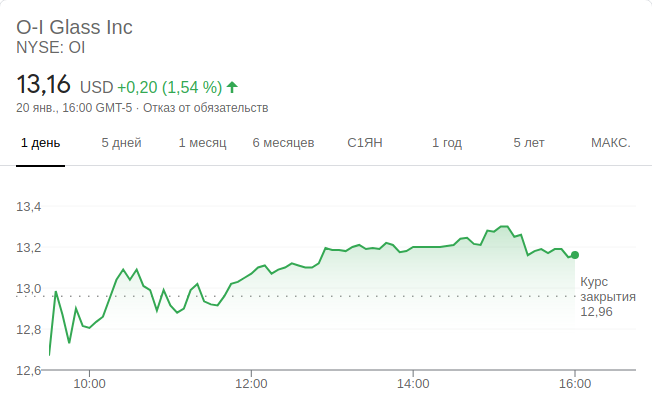 O-I Glass Inc
NYSE: OI
13,16 USD +0,20 (1,54 %)
20 янв., 16:00 GMT-5 · Отказ от обязательств
1 день 5 дней 1 месяц 6 месяцев С1ЯН 1 год 5 лет МАКС.
13,4
13,2
13,0
12,8
12,6
Курс
закрытия
12,96
10:00 12:00 14:00 16:00